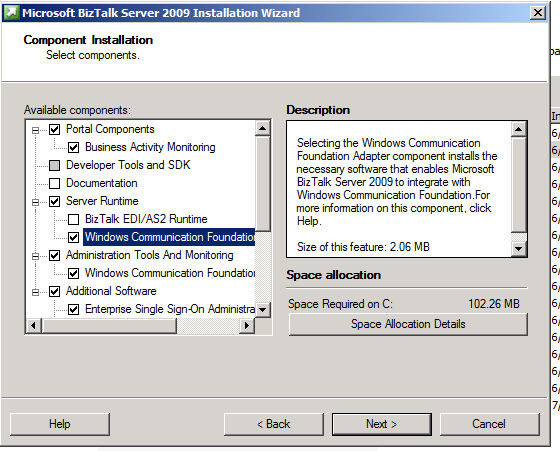 Microsoft BizTalk Server 2009 Installation Wizard
Component Installation
Select components.
Available components:
Portal Components
Business Activity Monitoring
Developer Tools and SDK
Documentation
Server Runtime
BizTalk EDI/AS2 Runtime
Windows Communication Foundation
Administration Tools And Monitoring
Windows Communication Foundation
Additional Software
Enterprise Single Sign-On Administra
Description
Selecting the Windows Communication
Foundation Adapter component installs the
necessary software that enables Microsoft
BizTalk Server 2009 to integrate with
Windows Communication Foundation.For
more information on this component, click
Help.
Size of this feature: 2.06 MB
Space allocation
Space Required on C: 102.26 MB
Space Allocation Details
Help
< Back
Next >
Cancel